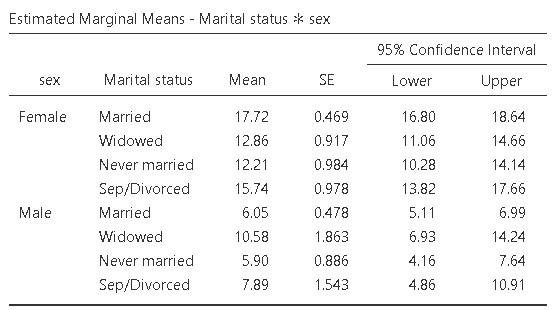 Estimated Marginal Means - Marital status ✻ sex
95% Confidence Interval
sex Marital status Mean SE Lower Upper
Female Married 17.72 0.469 16.80 18.64
Widowed 12.86 0.917 11.06 14.66
Never married 12.21 0.984 10.28 14.14
Sep/Divorced 15.74 0.978 13.82 17.66
Male Married 6.05 0.478 5.11 6.99
Widowed 10.58 1.863 6.93 14.24
Never married 5.90 0.886 4.16 7.64
Sep/Divorced 7.89 1.543 4.86 10.91